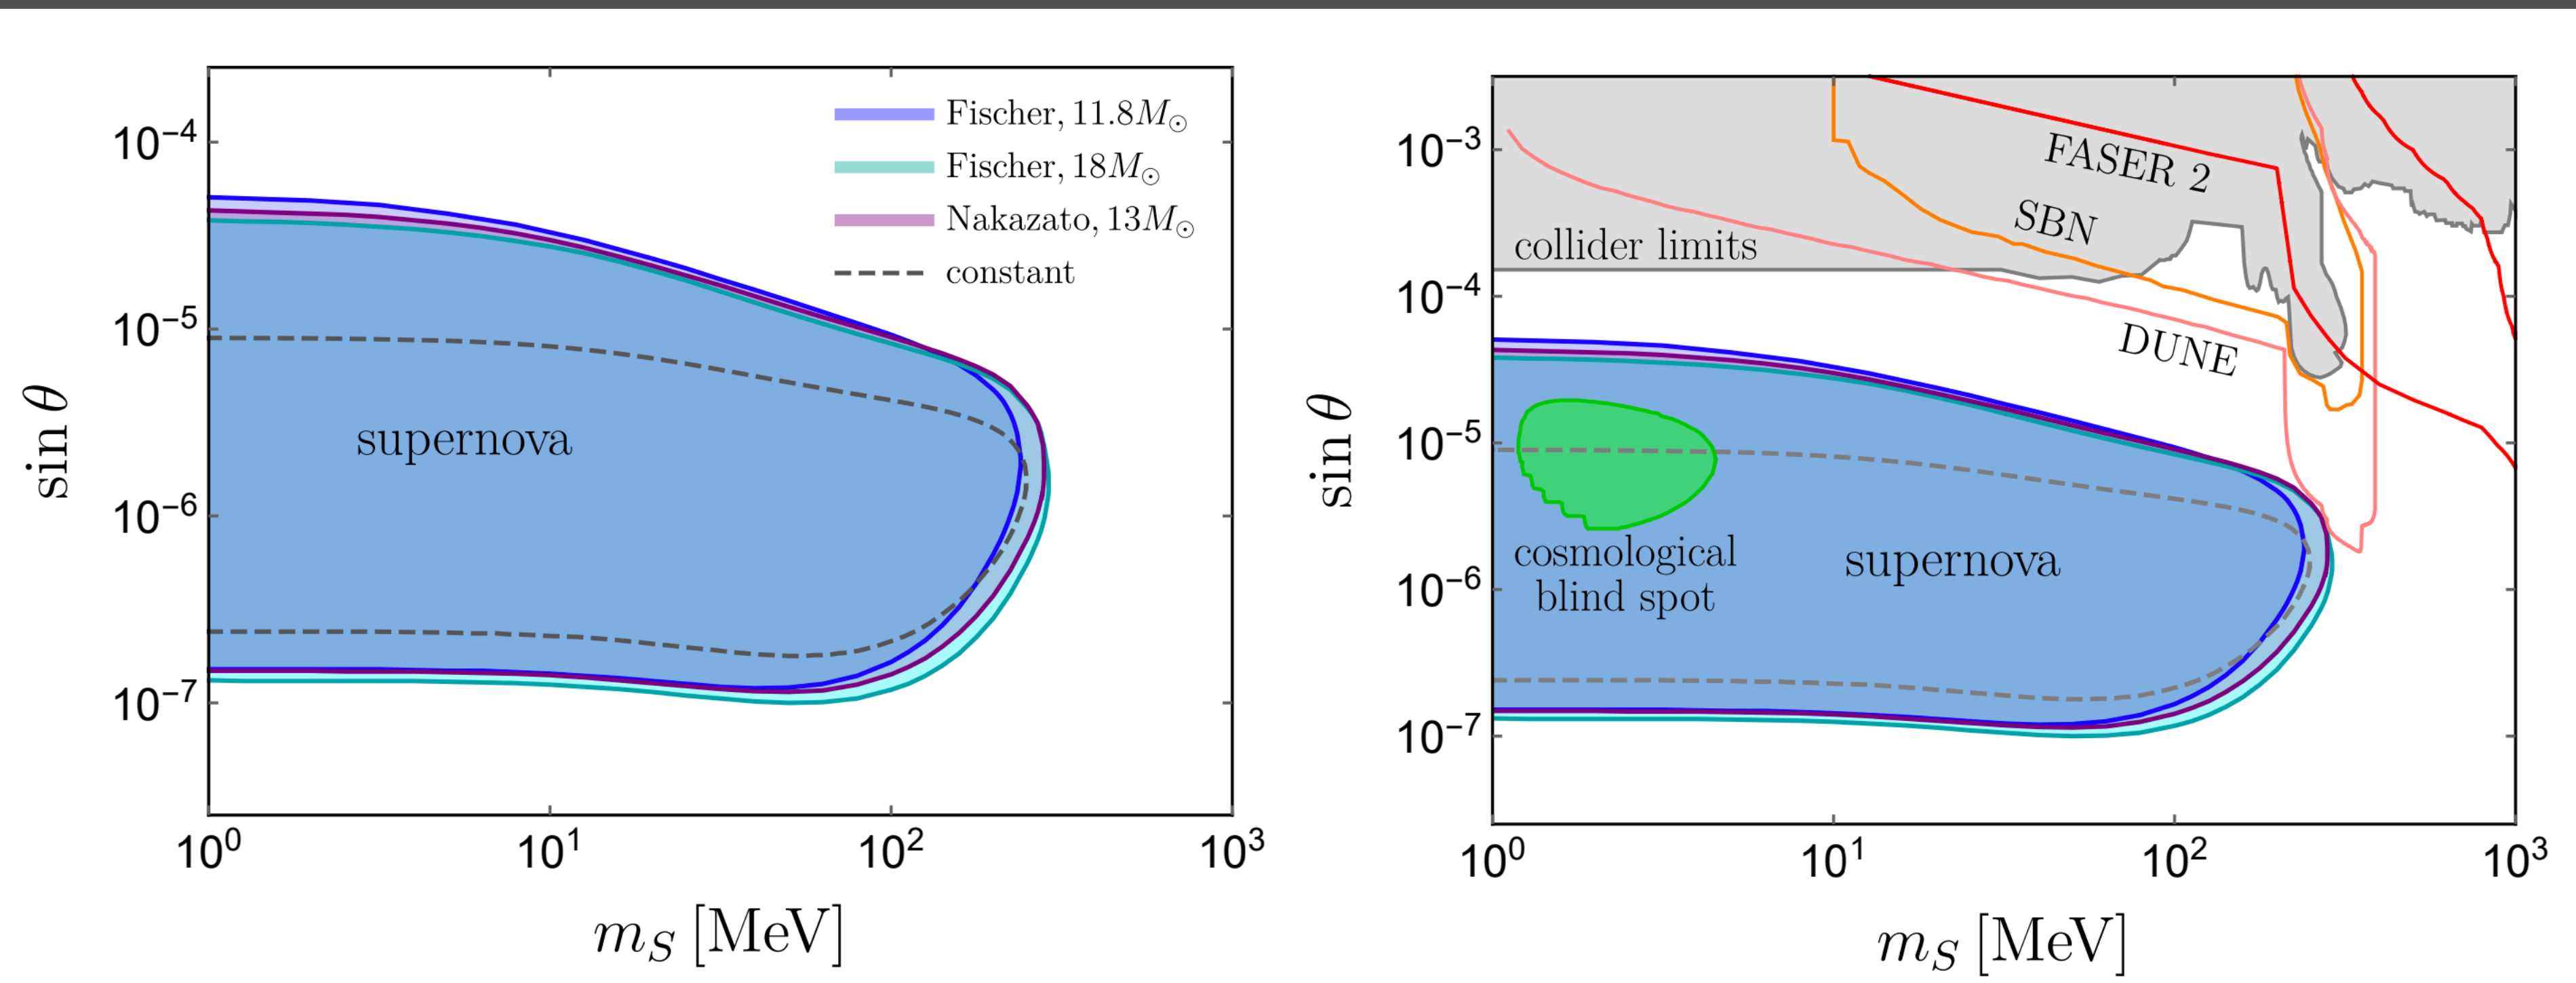 Fischer, 11.8M⊙
Fischer, 18M⊙
Nakazato, 13M⊙
constant
supernova
10⁻⁴
10⁻⁵
10⁻⁶
10⁻⁷
sin θ
10⁰ 10¹ 10² 10³
m_S [MeV]
FASER 2
SBN
collider limits
DUNE
cosmological
blind spot
supernova
10⁻³
10⁻⁴
10⁻⁵
10⁻⁶
10⁻⁷
sin θ
10⁰ 10¹ 10² 10³
m_S [MeV]